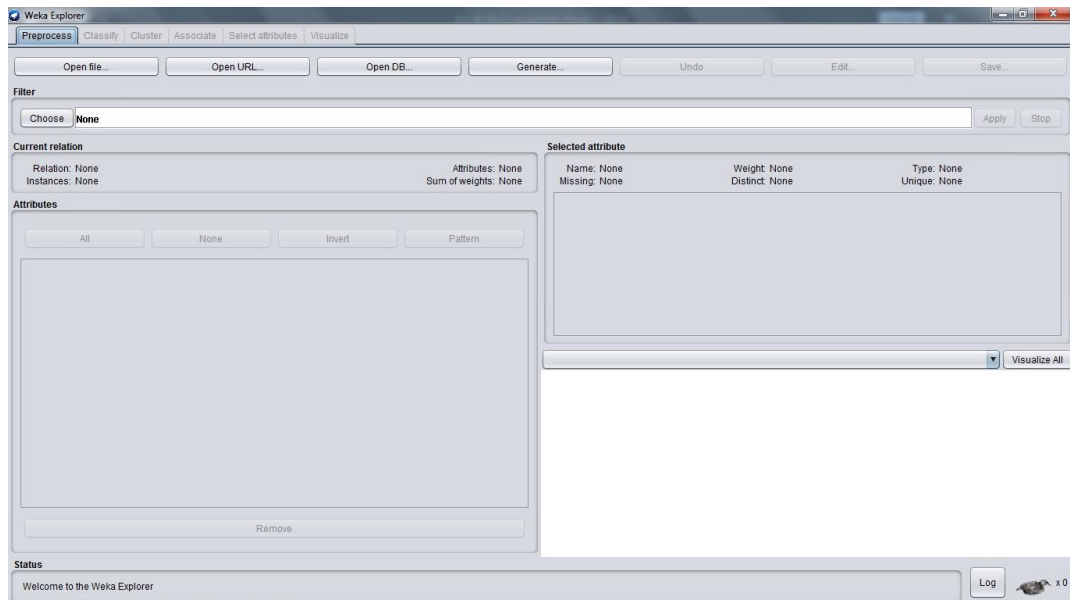 Weka Explorer
Preprocess Classify Cluster Associate Select attributes Visualize
Open file... Open URL... Open DB... Generate... Undo Edit... Save...
Filter
Choose None Apply Stop
Current relation
Relation: None Attributes: None
Instances: None Sum of weights: None
Attributes
All None Invert Pattern
Remove
Selected attribute
Name: None Weight: None Type: None
Missing: None Distinct: None Unique: None
Visualize All
Status
Welcome to the Weka Explorer
Log x 0